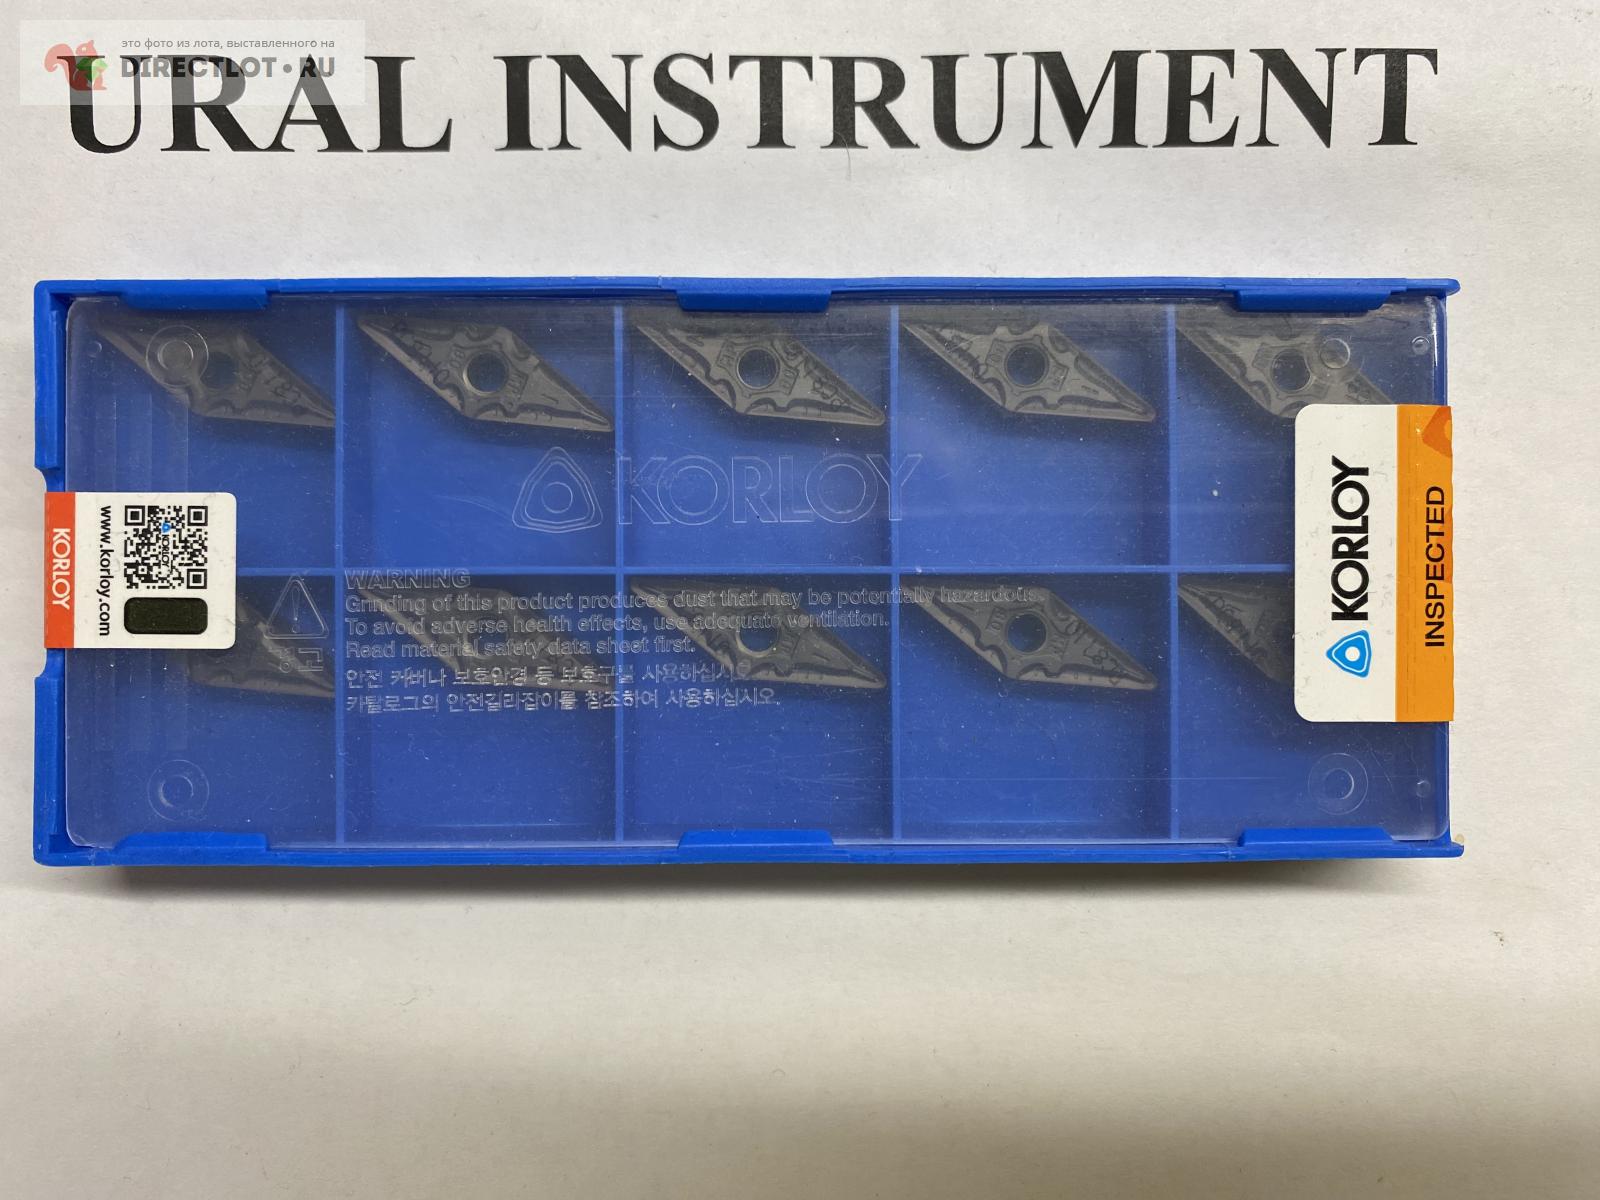 это фото из лота, выставленного на
DIRECTLOT • RU
URAL INSTRUMENT
KORLOY
KORLOY
www.korloy.com
KORLOY
KORLOY
INSPECTED
WARNING
Grinding of this product produces dust that may be potentially hazardous.
To avoid adverse health effects, use adequate ventilation.
Read material safety data sheet first.
경고
안전 커버나 보호안경 등 보호구를 사용하십시오
카탈로그의 안전길라잡이를 참조하여 사용하십시오.